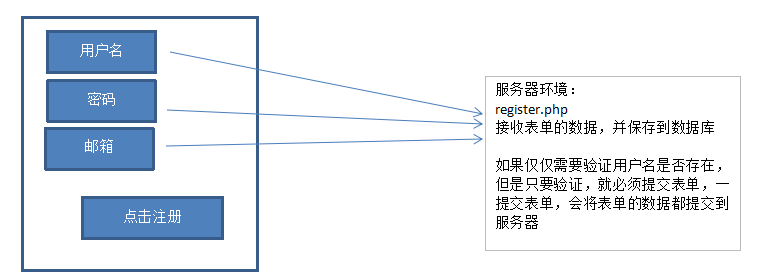 用户名
密码
邮箱
点击注册
服务器环境：
register.php
接收表单的数据，并保存到数据库
如果仅仅需要验证用户名是否存在，
但是只要验证，就必须提交表单，一
提交表单，会将表单的数据都提交到
服务器